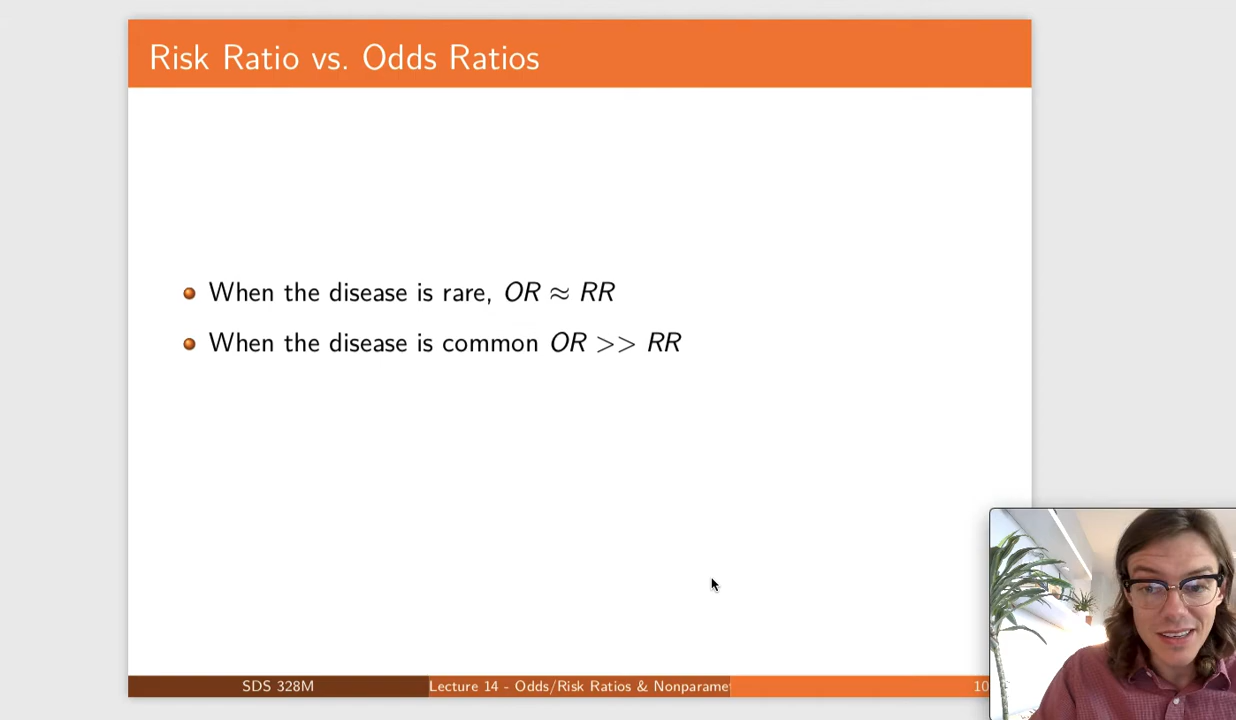 Risk Ratio vs. Odds Ratios
When the disease is rare, OR ≈ RR
When the disease is common OR >> RR
SDS 328M
Lecture 14 - Odds/Risk Ratios & Nonparamet
10